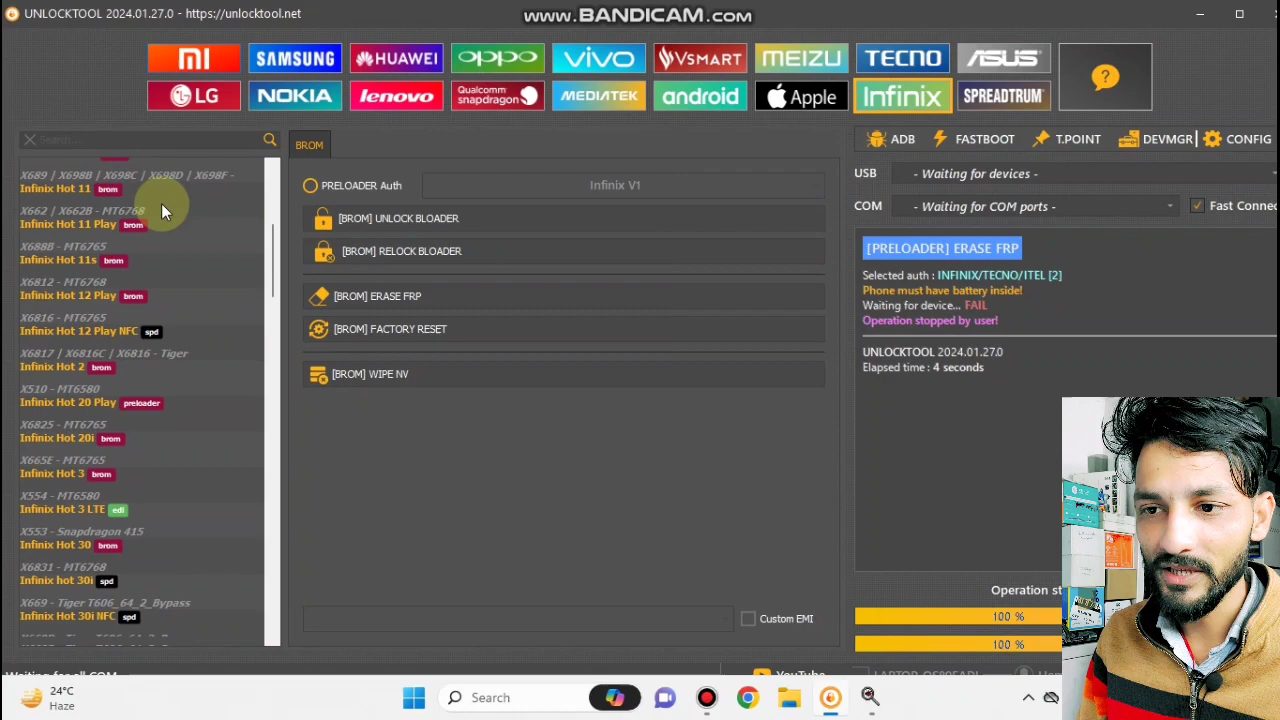 UNLOCKTOOL 2024.01.27.0 - https://unlocktool.net
www.BANDICAM.com
MI SAMSUNG HUAWEI oppo vivo VSMART MEIZU TECNO ASUS
LG NOKIA lenovo Qualcomm snapdragon MEDIATEK android Apple Infinix SPREADTRUM
?
Search...
X689 | X698B | X698C | X698D | X698F -
Infinix Hot 11 brom
X662 | X662B - MT6768
Infinix Hot 11 Play brom
X688B - MT6765
Infinix Hot 11s brom
X6812 - MT6768
Infinix Hot 12 Play brom
X6816 - MT6765
Infinix Hot 12 Play NFC spd
X6817 | X6816C | X6816 - Tiger
Infinix Hot 2 brom
X510 - MT6580
Infinix Hot 20 Play preloader
X6825 - MT6765
Infinix Hot 20i brom
X665E - MT6765
Infinix Hot 3 brom
X554 - MT6580
Infinix Hot 3 LTE edl
X553 - Snapdragon 415
Infinix Hot 30 brom
X6831 - MT6768
Infinix hot 30i spd
X669 - Tiger T606_64_2_Bypass
Infinix Hot 30i NFC spd
BROM
PRELOADER Auth
Infinix V1
[BROM] UNLOCK BLOADER
[BROM] RELOCK BLOADER
[BROM] ERASE FRP
[BROM] FACTORY RESET
[BROM] WIPE NV
Custom EMI
ADB FASTBOOT T.POINT DEVMGR CONFIG
USB - Waiting for devices -
COM - Waiting for COM ports - Fast Connec
[PRELOADER] ERASE FRP
Selected auth : INFINIX/TECNO/ITEL [2]
Phone must have battery inside!
Waiting for device... FAIL
Operation stopped by user!
UNLOCKTOOL 2024.01.27.0
Elapsed time : 4 seconds
Operation st
100 %
100 %
YouTube
24°C
Haze
Search